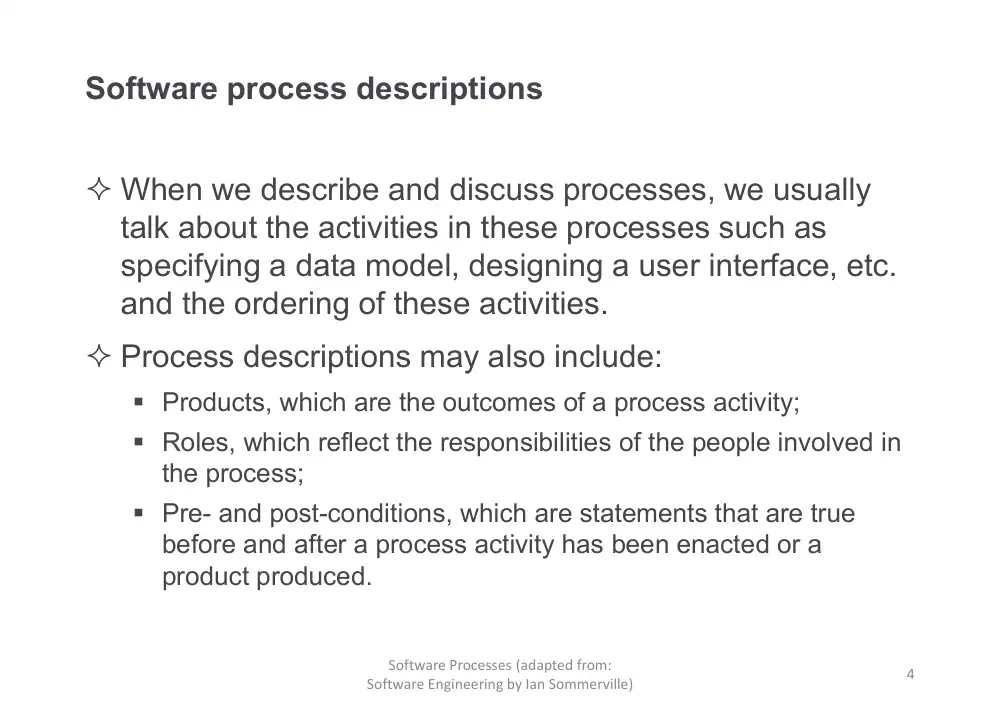 Software process descriptions
✧ When we describe and discuss processes, we usually
talk about the activities in these processes such as
specifying a data model, designing a user interface, etc.
and the ordering of these activities.
✧ Process descriptions may also include:
▪ Products, which are the outcomes of a process activity;
▪ Roles, which reflect the responsibilities of the people involved in
the process;
▪ Pre- and post-conditions, which are statements that are true
before and after a process activity has been enacted or a
product produced.
Software Processes (adapted from:
Software Engineering by Ian Sommerville)
4